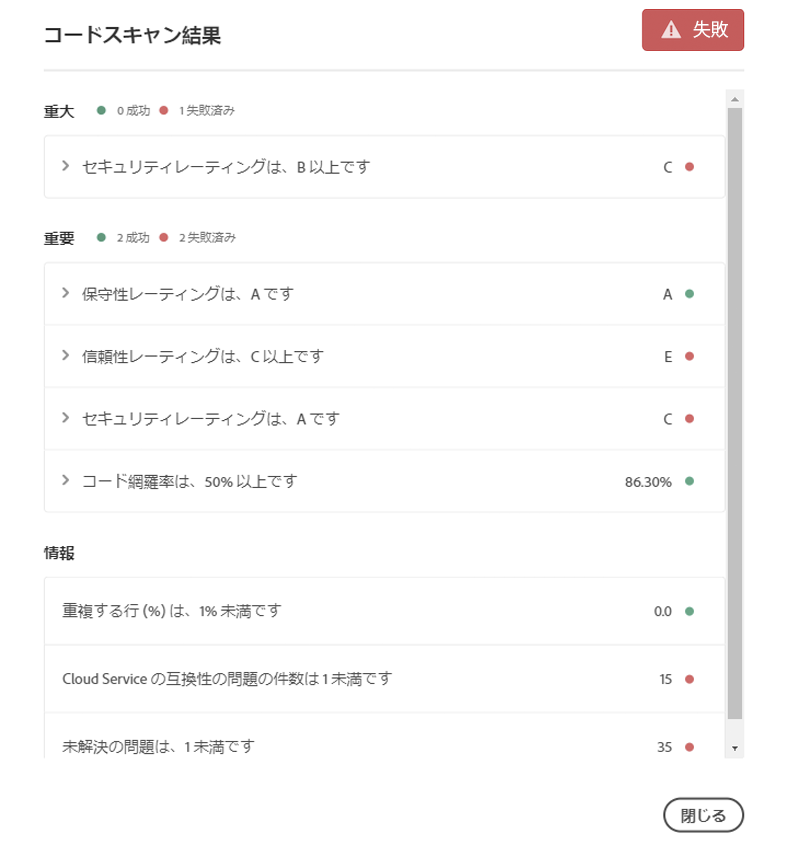 コードスキャン結果
失敗
重大 0 成功 1 失敗済み
セキュリティレーティングは、B 以上です C
重要 2 成功 2 失敗済み
保守性レーティングは、A です A
信頼性レーティングは、C 以上です E
セキュリティレーティングは、A です C
コード網羅率は、50% 以上です 86.30%
情報
重複する行 (%) は、1% 未満です 0.0
Cloud Service の互換性の問題の件数は 1 未満です 15
未解決の問題は、1 未満です 35
閉じる